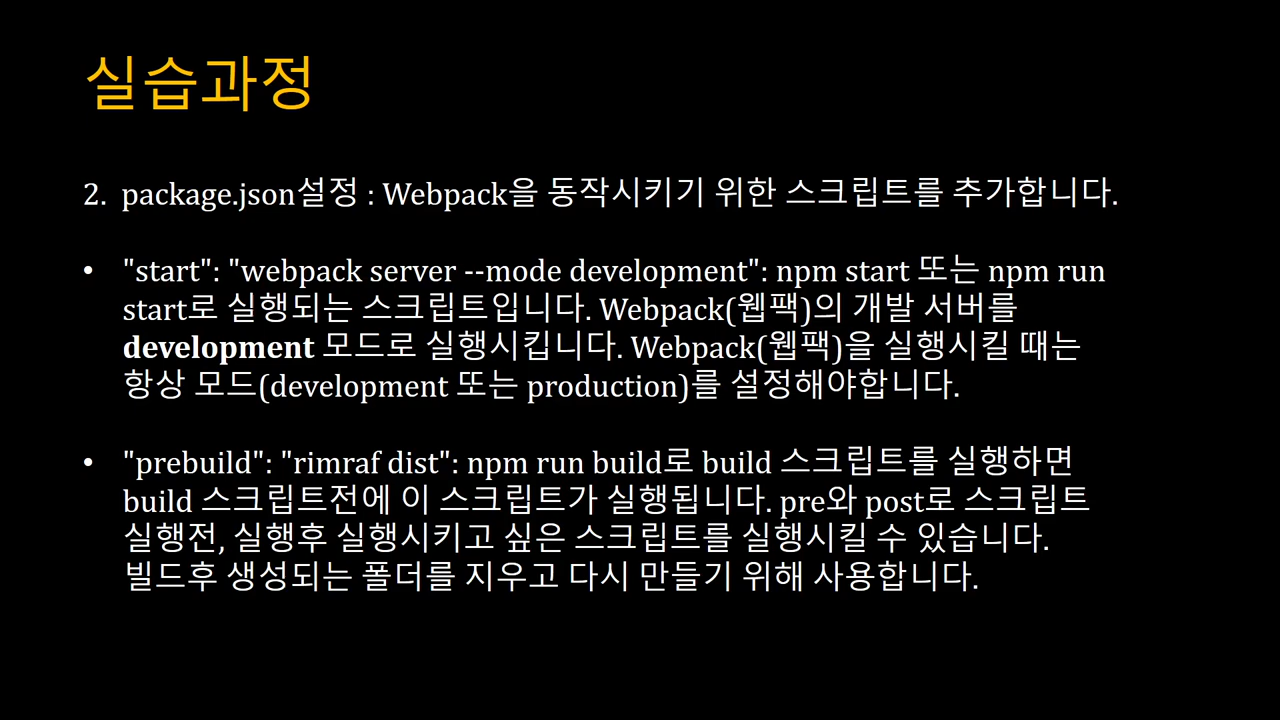 실습과정
2. package.json설정 : Webpack을 동작시키기 위한 스크립트를 추가합니다.
• "start": "webpack server --mode development": npm start 또는 npm run
start로 실행되는 스크립트입니다. Webpack(웹팩)의 개발 서버를
development 모드로 실행시킵니다. Webpack(웹팩)을 실행시킬 때는
항상 모드(development 또는 production)를 설정해야합니다.
• "prebuild": "rimraf dist": npm run build로 build 스크립트를 실행하면
build 스크립트전에 이 스크립트가 실행됩니다. pre와 post로 스크립트
실행전, 실행후 실행시키고 싶은 스크립트를 실행시킬 수 있습니다.
빌드후 생성되는 폴더를 지우고 다시 만들기 위해 사용합니다.